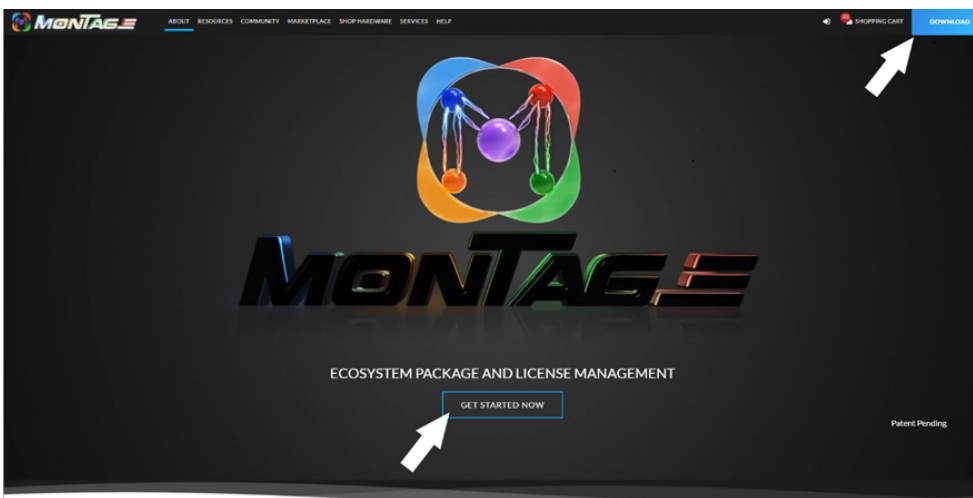 MONTAGE
ABOUT RESOURCES COMMUNITY MARKETPLACE SHOP HARDWARE SERVICES HELP
SHOPPING CART
DOWNLOAD
MONTAGE
ECOSYSTEM PACKAGE AND LICENSE MANAGEMENT
GET STARTED NOW
Patent Pending